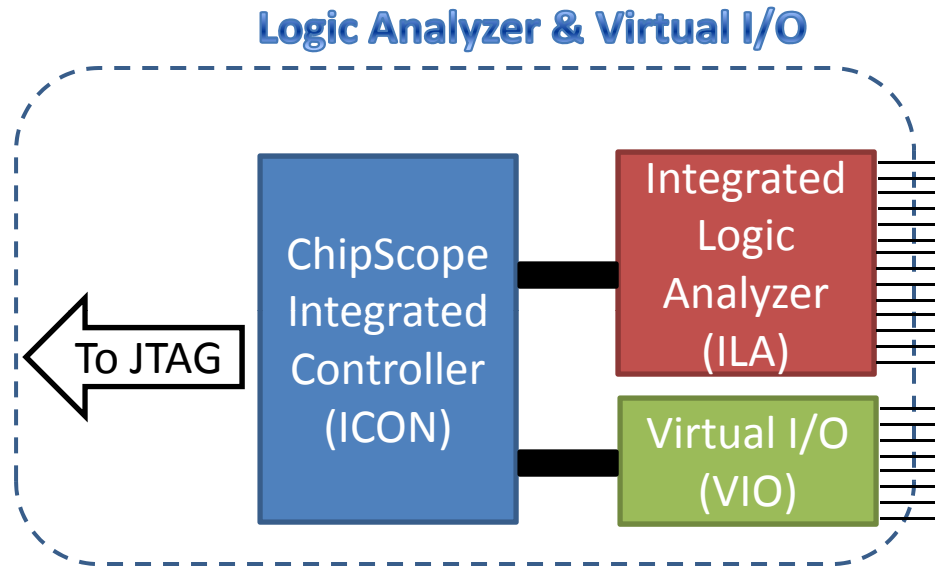 Logic Analyzer & Virtual I/O
To JTAG
ChipScope
Integrated
Controller
(ICON)
Integrated
Logic
Analyzer
(ILA)
Virtual I/O
(VIO)